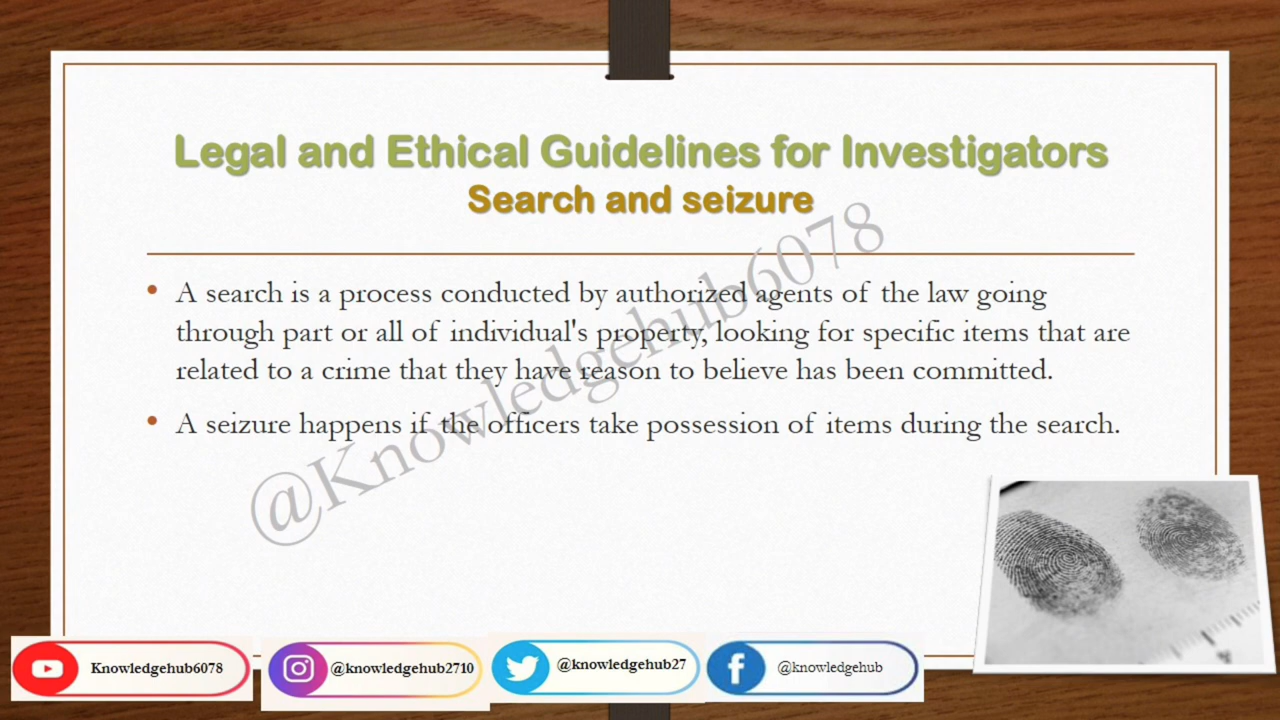 Legal and Ethical Guidelines for Investigators
Search and seizure
• A search is a process conducted by authorized agents of the law going
through part or all of individual's property, looking for specific items that are
related to a crime that they have reason to believe has been committed.
• A seizure happens if the officers take possession of items during the search.
@Knowledgehub6078
Knowledgehub6078
@knowledgehub2710
@knowledgehub27
@knowledgehub